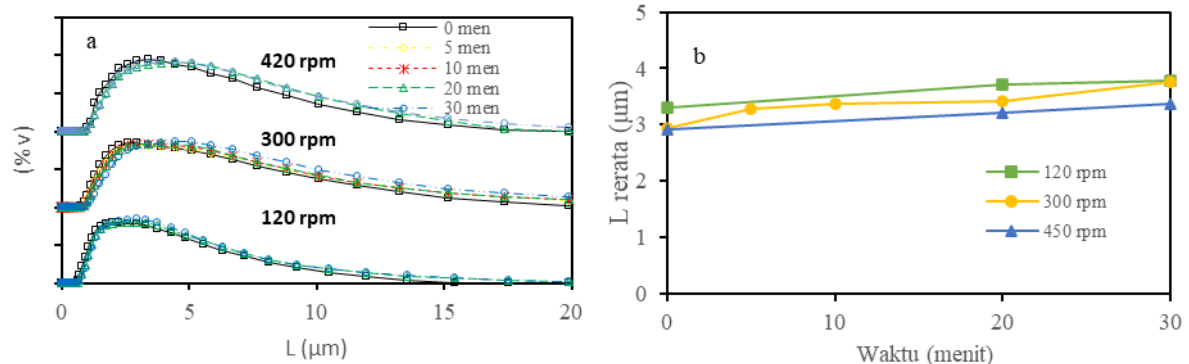 a
420 rpm
300 rpm
120 rpm
0 men
5 men
10 men
20 men
30 men
(% v)
0 5 10 15 20
L (μm)
b
5
4
3
2
1
0
L rerata (μm)
120 rpm
300 rpm
450 rpm
0 10 20 30
Waktu (menit)